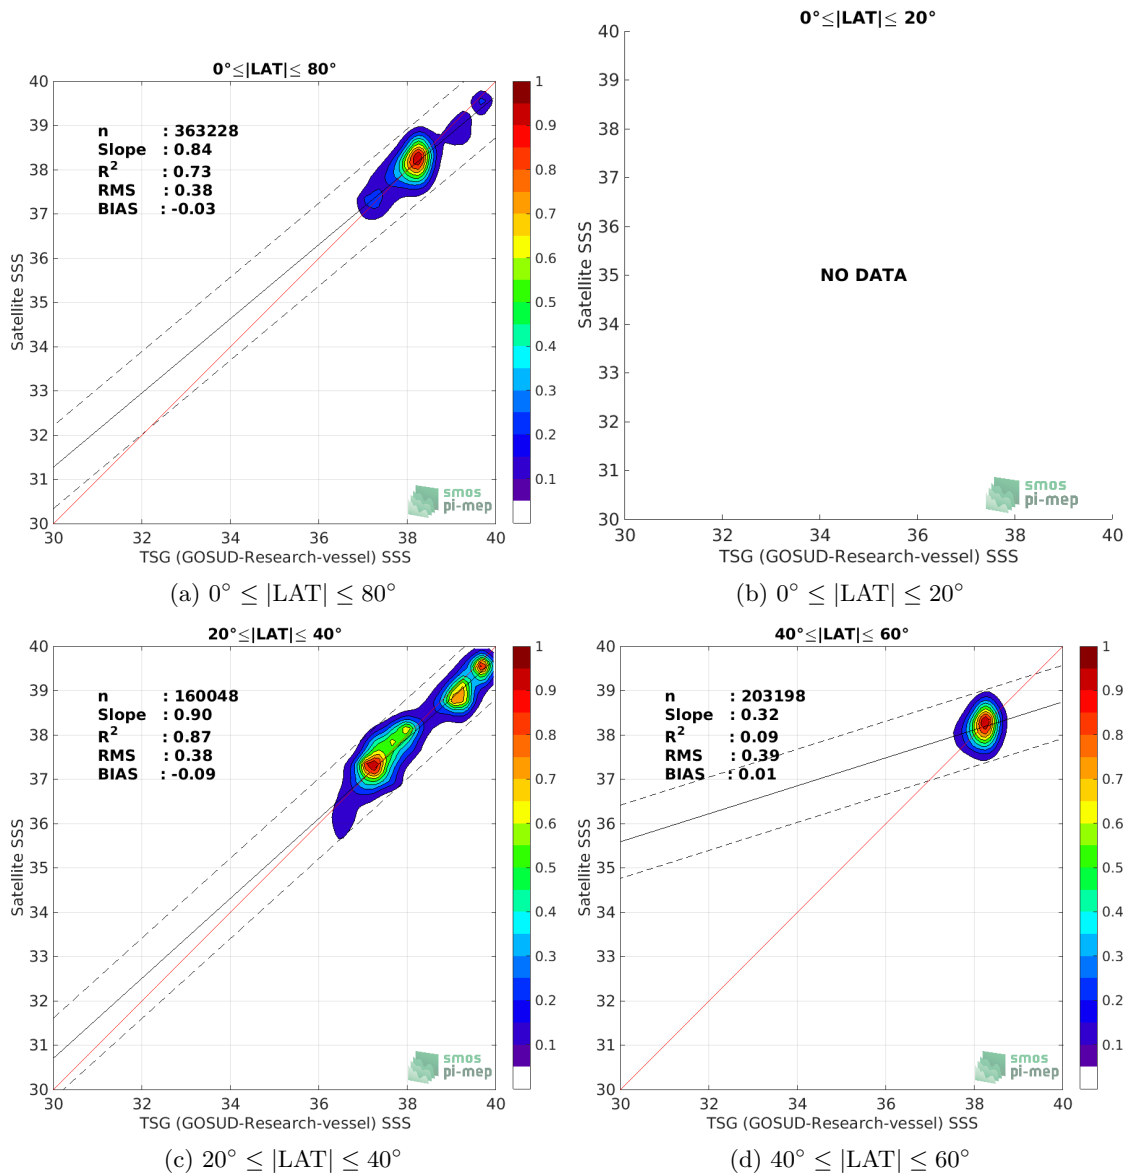 0°≤|LAT|≤ 80°
40
39
38
37
36
35
34
33
32
31
30
Satellite SSS
n : 363228
Slope : 0.84
R² : 0.73
RMS : 0.38
BIAS : -0.03
smos
pi-mep
30 32 34 36 38 40
TSG (GOSUD-Research-vessel) SSS
1
0.9
0.8
0.7
0.6
0.5
0.4
0.3
0.2
0.1
(a) 0° ≤ |LAT| ≤ 80°
0°≤|LAT|≤ 20°
40
39
38
37
36
35
34
33
32
31
30
Satellite SSS
NO DATA
smos
pi-mep
30 32 34 36 38 40
TSG (GOSUD-Research-vessel) SSS
(b) 0° ≤ |LAT| ≤ 20°
20°≤|LAT|≤ 40°
40
39
38
37
36
35
34
33
32
31
30
Satellite SSS
n : 160048
Slope : 0.90
R² : 0.87
RMS : 0.38
BIAS : -0.09
smos
pi-mep
30 32 34 36 38 40
TSG (GOSUD-Research-vessel) SSS
1
0.9
0.8
0.7
0.6
0.5
0.4
0.3
0.2
0.1
(c) 20° ≤ |LAT| ≤ 40°
40°≤|LAT|≤ 60°
40
39
38
37
36
35
34
33
32
31
30
Satellite SSS
n : 203198
Slope : 0.32
R² : 0.09
RMS : 0.39
BIAS : 0.01
smos
pi-mep
30 32 34 36 38 40
TSG (GOSUD-Research-vessel) SSS
1
0.9
0.8
0.7
0.6
0.5
0.4
0.3
0.2
0.1
(d) 40° ≤ |LAT| ≤ 60°